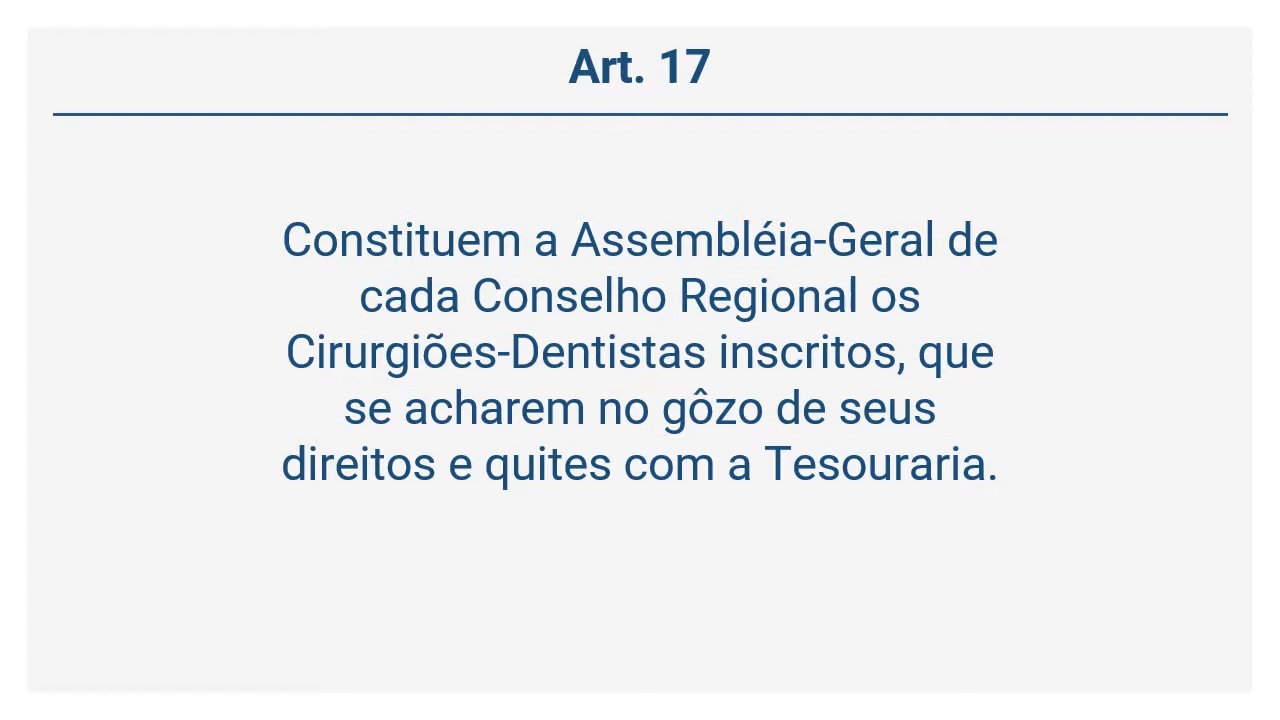 Art. 17
Constituem a Assembléia-Geral de
cada Conselho Regional os
Cirurgiões-Dentistas inscritos, que
se acharem no gôzo de seus
direitos e quites com a Tesouraria.